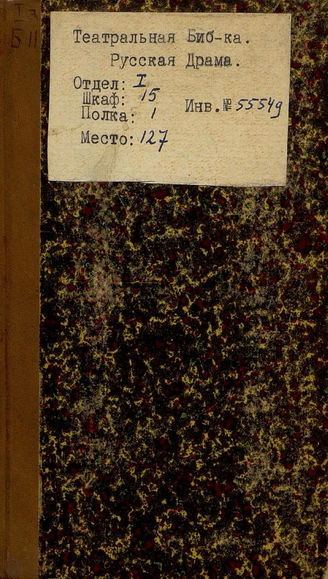 Театральная Биб-ка.
Русская Драма.
Отдел: I
Шкаф: 15
Полка: 1 Инв.№ 55549
Место: 127